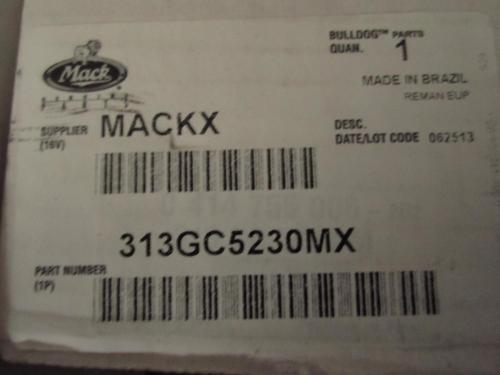 Mack
BULLDOG™ PARTS
QUAN. 1
MADE IN BRAZIL
REMAN EUP
SUPPLIER MACKX
(16V)
DESC.
DATE/LOT CODE 062513
313GC5230MX
PART NUMBER
(1P)